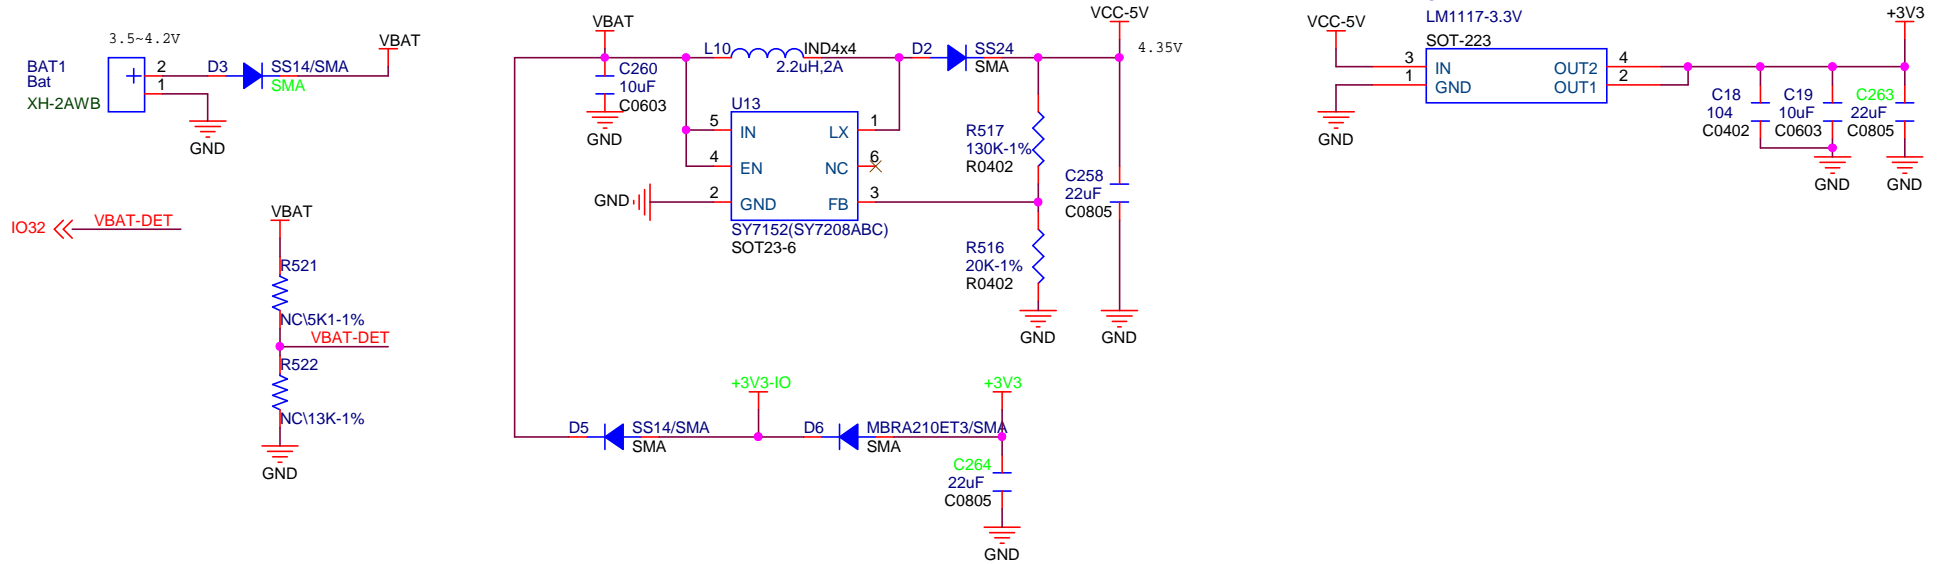 3.5~4.2V
BAT1
Bat
XH-2AWB
+
2
1
D3
SS14/SMA
SMA
VBAT
GND
IO32
VBAT-DET
VBAT
R521
NC\5K1-1%
VBAT-DET
R522
NC\13K-1%
GND
VBAT
L10
IND4x4
2.2uH,2A
D2
SS24
SMA
VCC-5V
4.35V
C260
10uF
C0603
GND
U13
5
IN
LX
1
4
EN
NC
6
GND
2
GND
FB
3
SY7152(SY7208ABC)
SOT23-6
R517
130K-1%
R0402
C258
22uF
C0805
R516
20K-1%
R0402
GND
GND
+3V3-IO
+3V3
D5
SS14/SMA
SMA
D6
MBRA210ET3/SMA
SMA
C264
22uF
C0805
GND
VCC-5V
LM1117-3.3V
SOT-223
3
IN
OUT2
4
1
GND
OUT1
2
GND
+3V3
C18
104
C0402
C19
10uF
C0603
C263
22uF
C0805
GND
GND